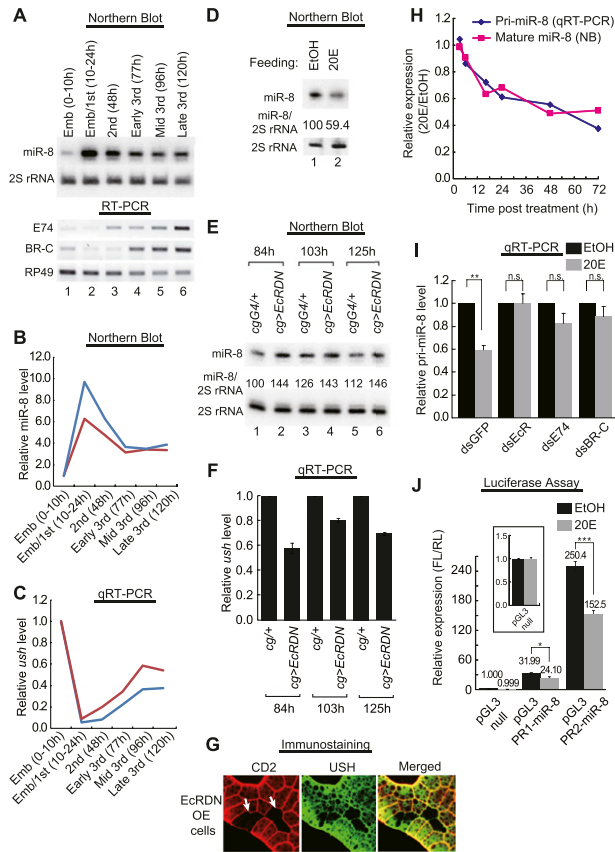 A
Northern Blot
Emb (0-10h)
Emb/1st (10-24h)
2nd (48h)
Early 3rd (77h)
Mid 3rd (96h)
Late 3rd (120h)
miR-8
2S rRNA
RT-PCR
E74
BR-C
RP49
1 2 3 4 5 6
B
Northern Blot
Relative miR-8 level
16.0
14.0
12.0
10.0
8.0
6.0
4.0
2.0
0.0
Emb (0-10h)
Emb/1st (10-24h)
2nd (48h)
Early 3rd (77h)
Mid 3rd (96h)
Late 3rd (120h)
C
qRT-PCR
Relative ush level
1.2
1.0
0.8
0.6
0.4
0.2
0.0
Emb (0-10h)
Emb/1st (10-24h)
2nd (48h)
Early 3rd (77h)
Mid 3rd (96h)
Late 3rd (120h)
D
Northern Blot
Feeding:
EtOH
20E
miR-8
miR-8/
2S rRNA
100 59.4
2S rRNA
1 2
E
Northern Blot
84h 103h 125h
cgG4/+
cg>EcRDN
cgG4/+
cg>EcRDN
cgG4/+
cg>EcRDN
miR-8
miR-8/
2S rRNA
100 144 126 143 112 146
2S rRNA
1 2 3 4 5 6
F
qRT-PCR
Relative ush level
1.0
0.8
0.6
0.4
0.2
0.0
cg/+
cg>EcRDN
cg/+
cg>EcRDN
cg/+
cg>EcRDN
84h 103h 125h
G
Immunostaining
CD2 USH Merged
EcRDN
OE
cells
H
Pri-miR-8 (qRT-PCR)
Mature miR-8 (NB)
Relative expression
(20E/EtOH)
1.2
1.0
0.8
0.6
0.4
0.2
0
0 12 24 36 48 60 72
Time post treatment (h)
I
qRT-PCR
EtOH
20E
Relative pri-miR-8 level
1.2
1.0
0.8
0.6
0.4
0.2
0.0
**
n.s.
n.s.
n.s.
dsGFP
dsEcR
dsE74
dsBR-C
J
Luciferase Assay
EtOH
20E
Relative expression (FL/RL)
240
180
120
60
0
1.5
1.0
0.5
0.0
pGL3
null
1.000
0.999
31.99
*
24.10
250.4
***
152.5
pGL3
null
pGL3
PR1-miR-8
pGL3
PR2-miR-8